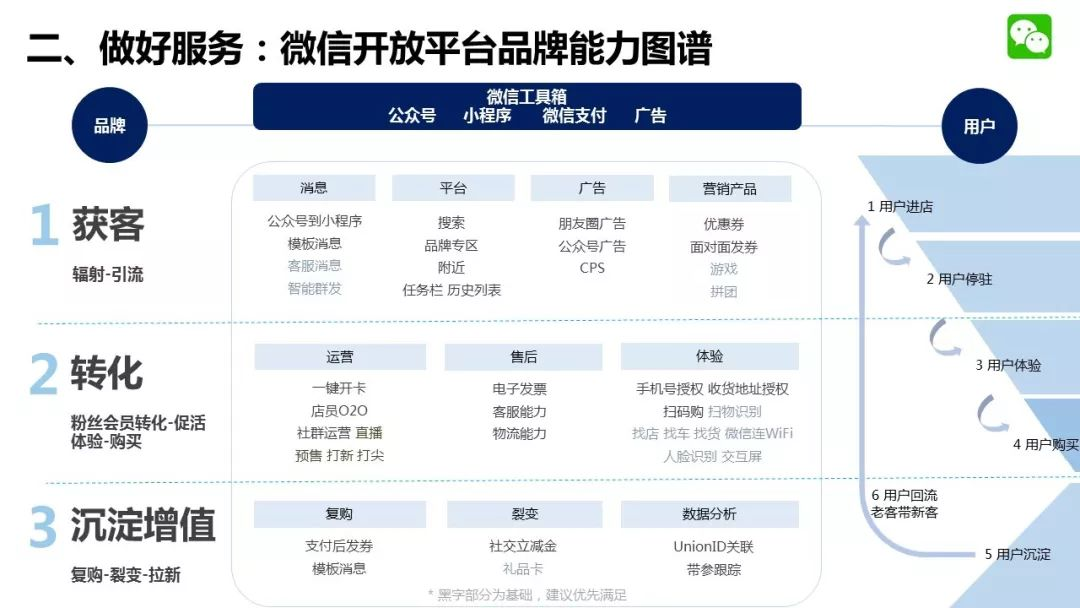 二、做好服务：微信开放平台品牌能力图谱
微信工具箱
公众号 小程序 微信支付 广告
品牌
用户
1 获客
辐射-引流
消息
公众号到小程序
模板消息
客服消息
智能群发
平台
搜索
品牌专区
附近
任务栏 历史列表
广告
朋友圈广告
公众号广告
CPS
营销产品
优惠券
面对面发券
游戏
拼团
1 用户进店
2 用户停驻
2 转化
粉丝会员转化-促活
体验-购买
运营
一键开卡
店员O2O
社群运营 直播
预售 打新 打尖
售后
电子发票
客服能力
物流能力
体验
手机号授权 收货地址授权
扫码购 扫物识别
找店 找车 找货 微信连WiFi
人脸识别 交互屏
3 用户体验
4 用户购买
3 沉淀增值
复购-裂变-拉新
复购
支付后发券
模板消息
裂变
社交立减金
礼品卡
数据分析
UnionID关联
带参跟踪
6 用户回流
老客带新客
5 用户沉淀
* 黑字部分为基础，建议优先满足